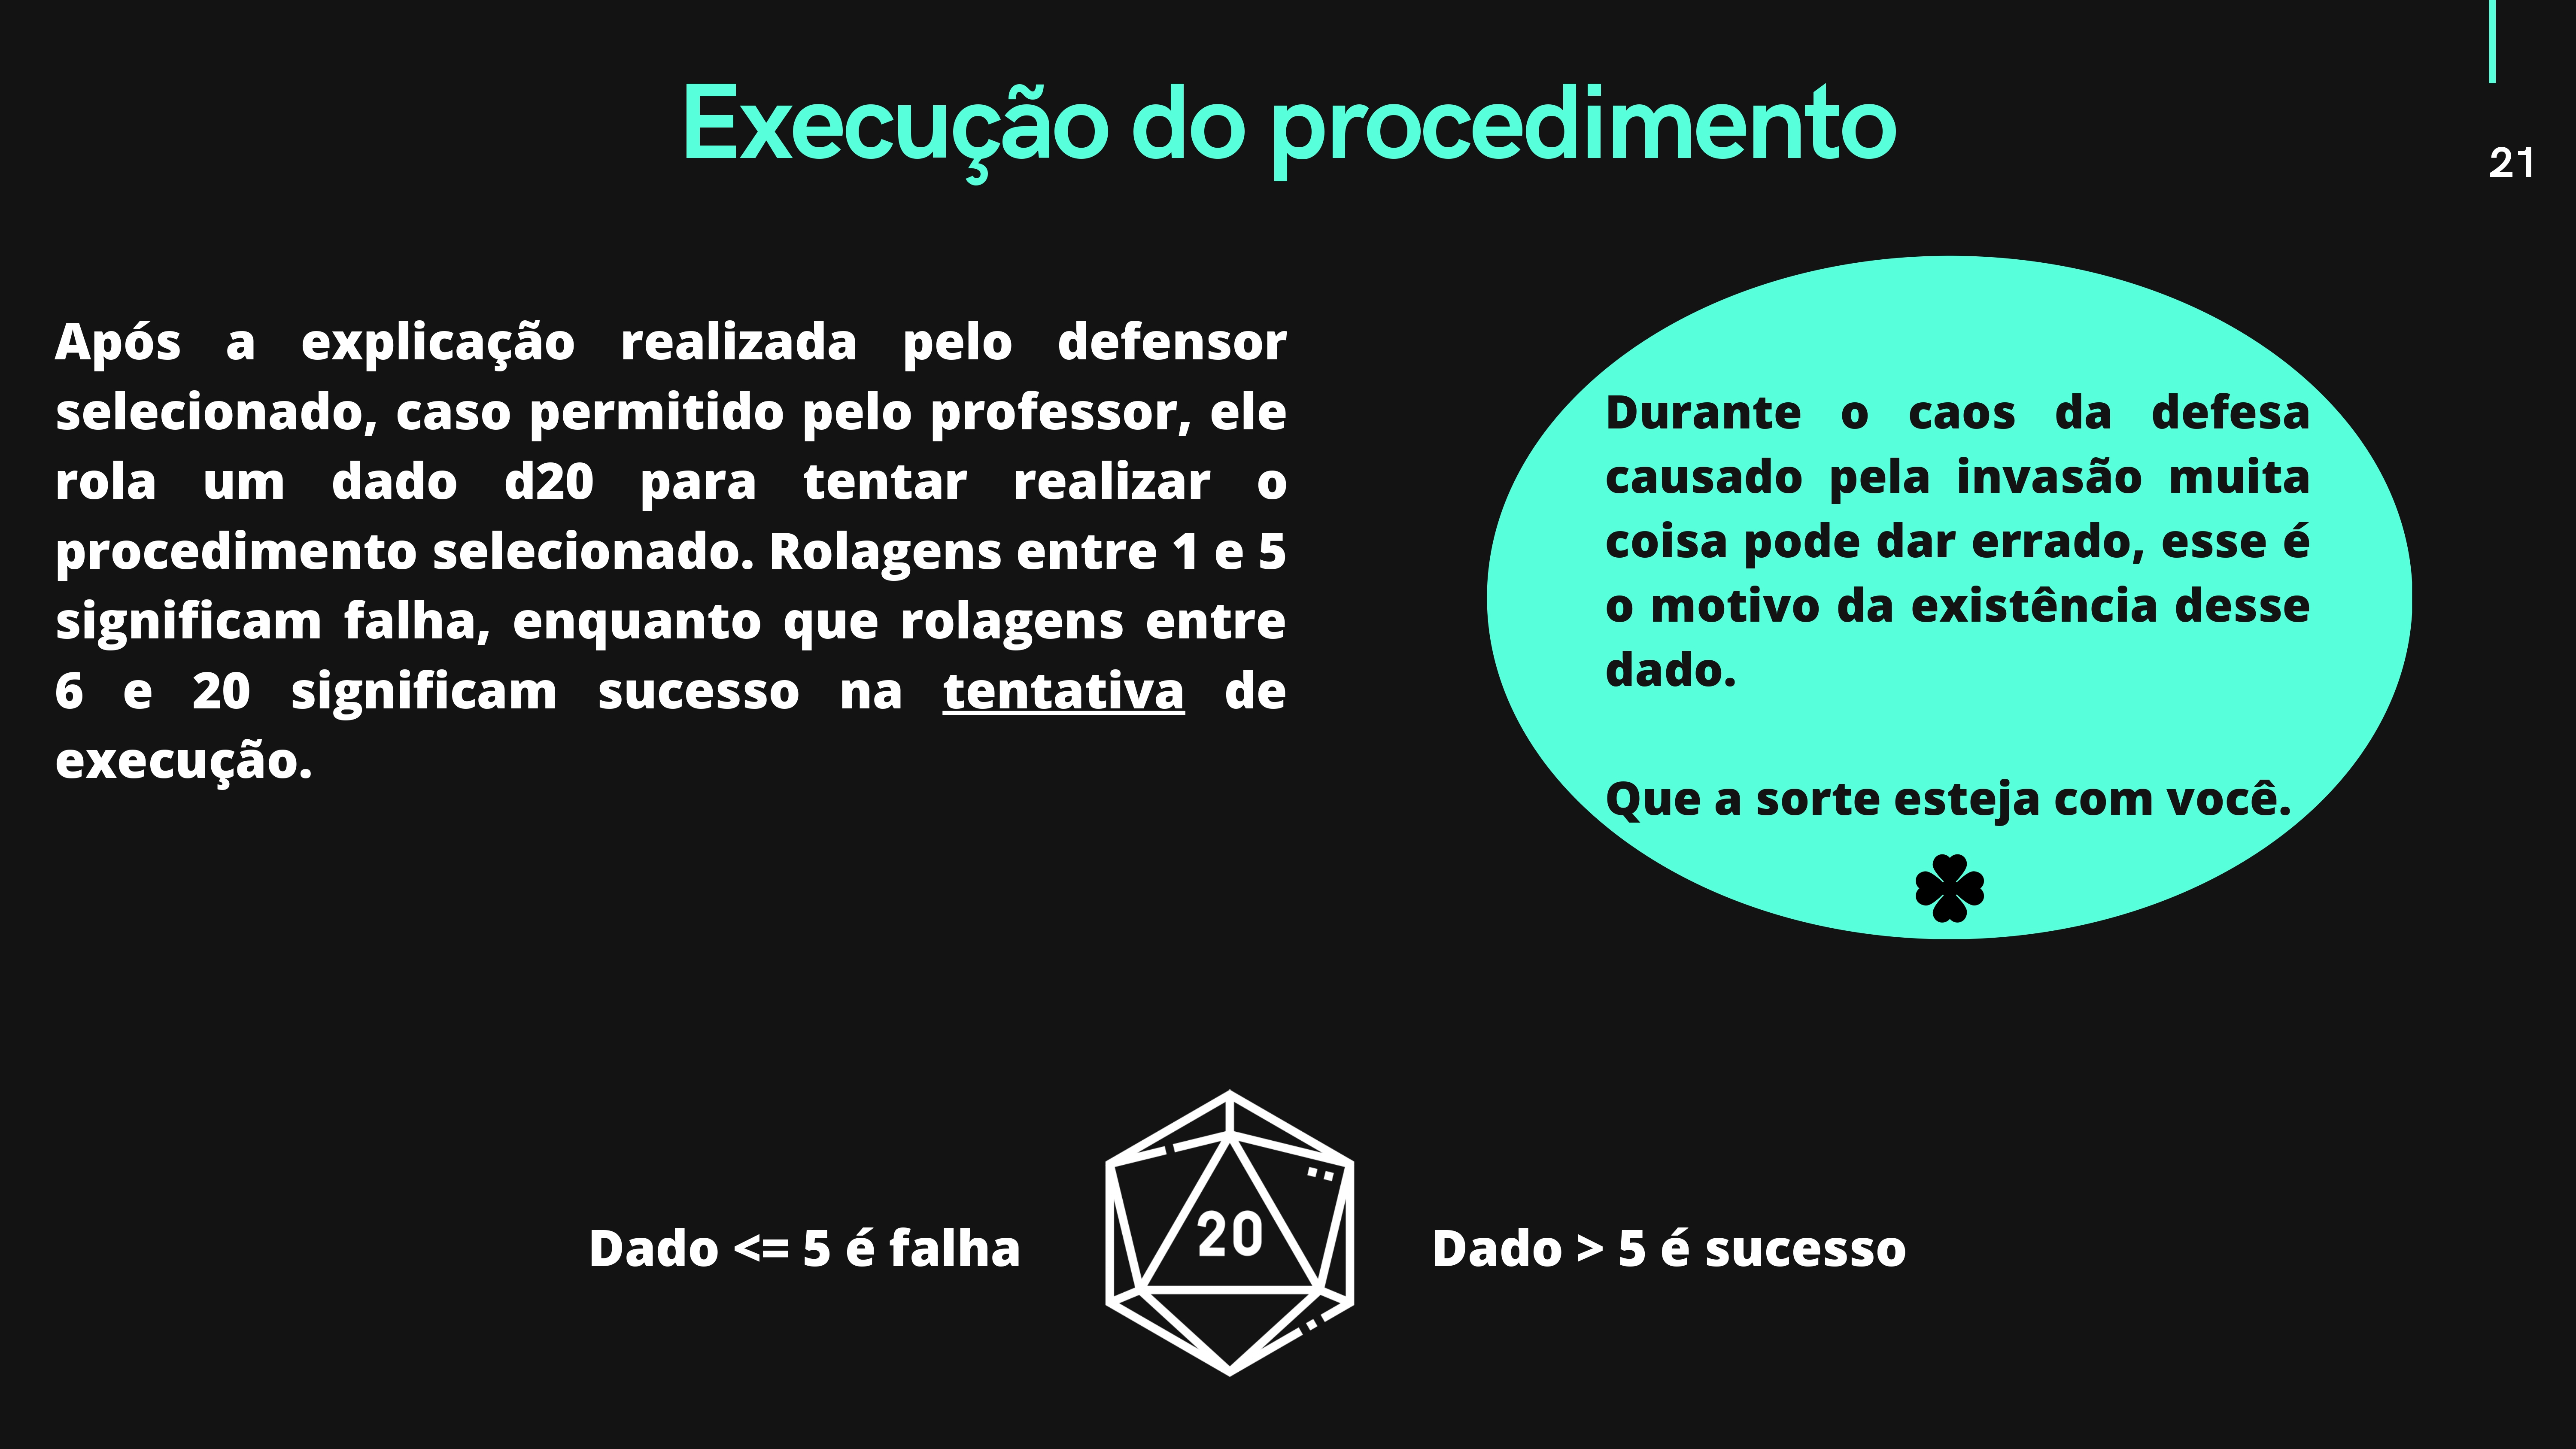 Execução do procedimento
21
Após a explicação realizada pelo defensor
selecionado, caso permitido pelo professor, ele
rola um dado d20 para tentar realizar o
procedimento selecionado. Rolagens entre 1 e 5
significam falha, enquanto que rolagens entre
6 e 20 significam sucesso na tentativa de
execução.
Durante o caos da defesa
causado pela invasão muita
coisa pode dar errado, esse é
o motivo da existência desse
dado.
Que a sorte esteja com você.
Dado <= 5 é falha
20
Dado > 5 é sucesso